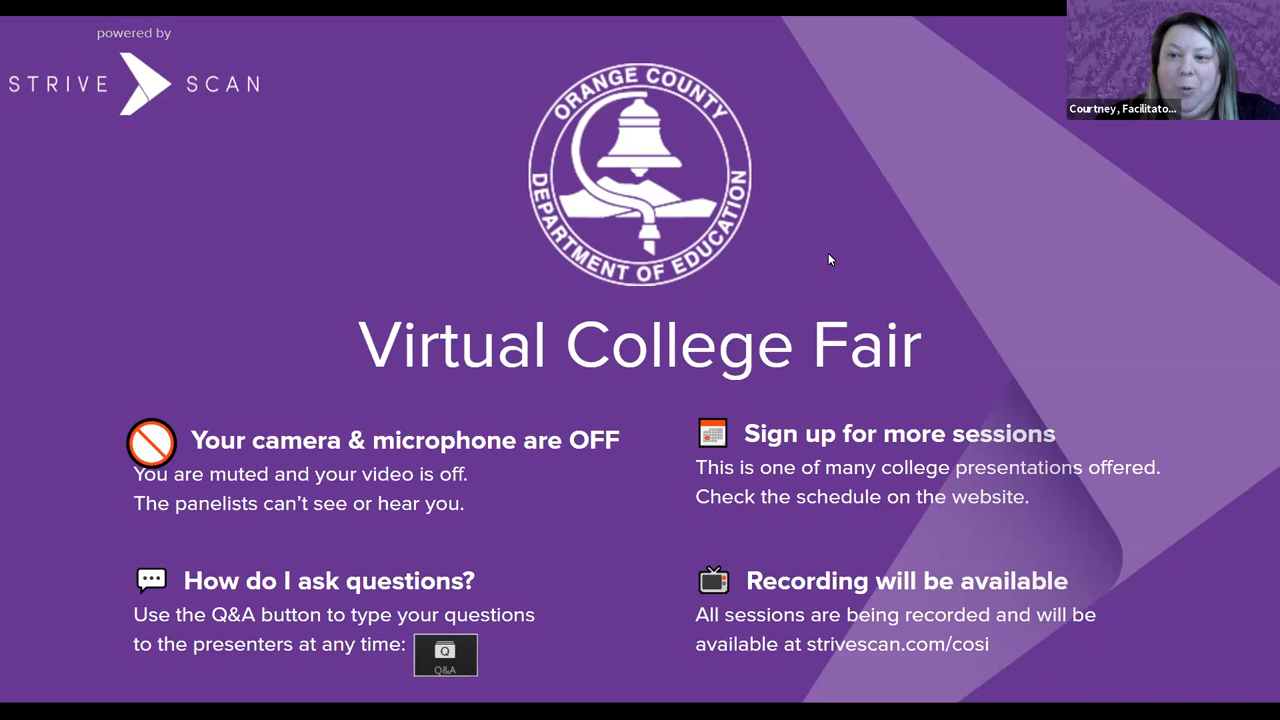 powered by
STRIVE SCAN
ORANGE COUNTY
DEPARTMENT OF EDUCATION
Courtney, Facilitato...
Virtual College Fair
Your camera & microphone are OFF
You are muted and your video is off.
The panelists can't see or hear you.
Sign up for more sessions
This is one of many college presentations offered.
Check the schedule on the website.
How do I ask questions?
Use the Q&A button to type your questions
to the presenters at any time:
Q
Q&A
Recording will be available
All sessions are being recorded and will be
available at strivescan.com/cosi